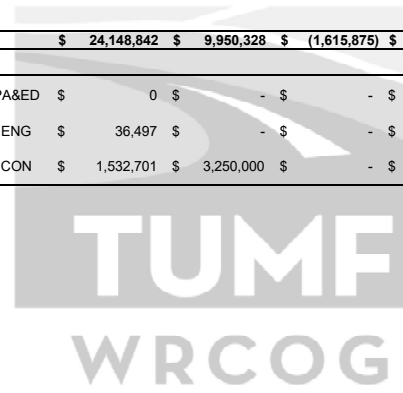 $ 24,148,842 $ 9,950,328 $ (1,615,875) $
PA&ED $ 0 $ - $ - $
ENG $ 36,497 $ - $ - $
CON $ 1,532,701 $ 3,250,000 $ - $
TUMF
WRCOG